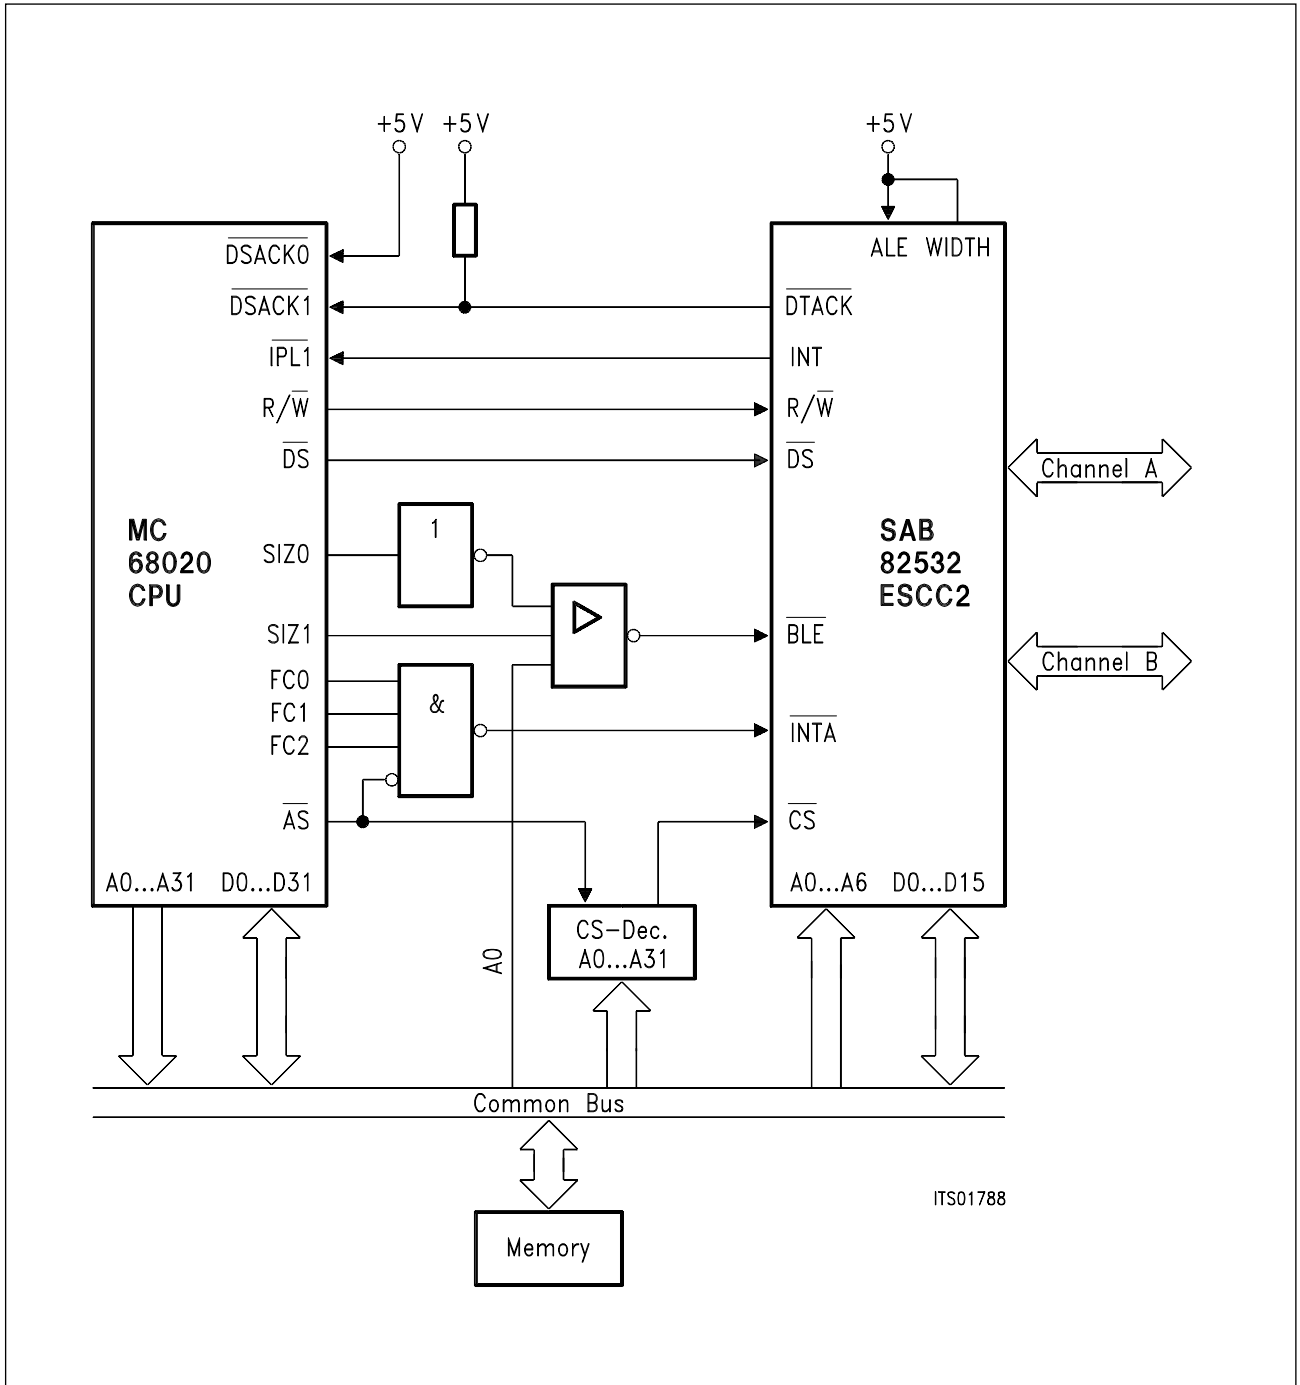 +5V +5V +5V
DSACK0
ALE WIDTH
DSACK1
DTACK
IPL1
INT
R/W
R/W
DS
DS
Channel A
MC
68020
CPU
1
SIZ0
SAB
82532
ESCC2
SIZ1
BLE
Channel B
FC0
FC1
FC2
&
INTA
AS
CS
A0...A31 D0...D31
A0...A6 D0...D15
CS-Dec.
A0...A31
A0
Common Bus
ITS01788
Memory